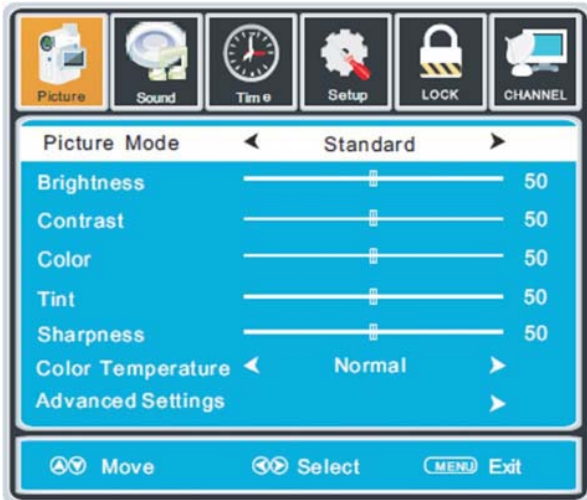 Picture Sound Time Setup LOCK CHANNEL
Picture Mode Standard
Brightness 50
Contrast 50
Color 50
Tint 50
Sharpness 50
Color Temperature Normal
Advanced Settings
Move Select MENU Exit